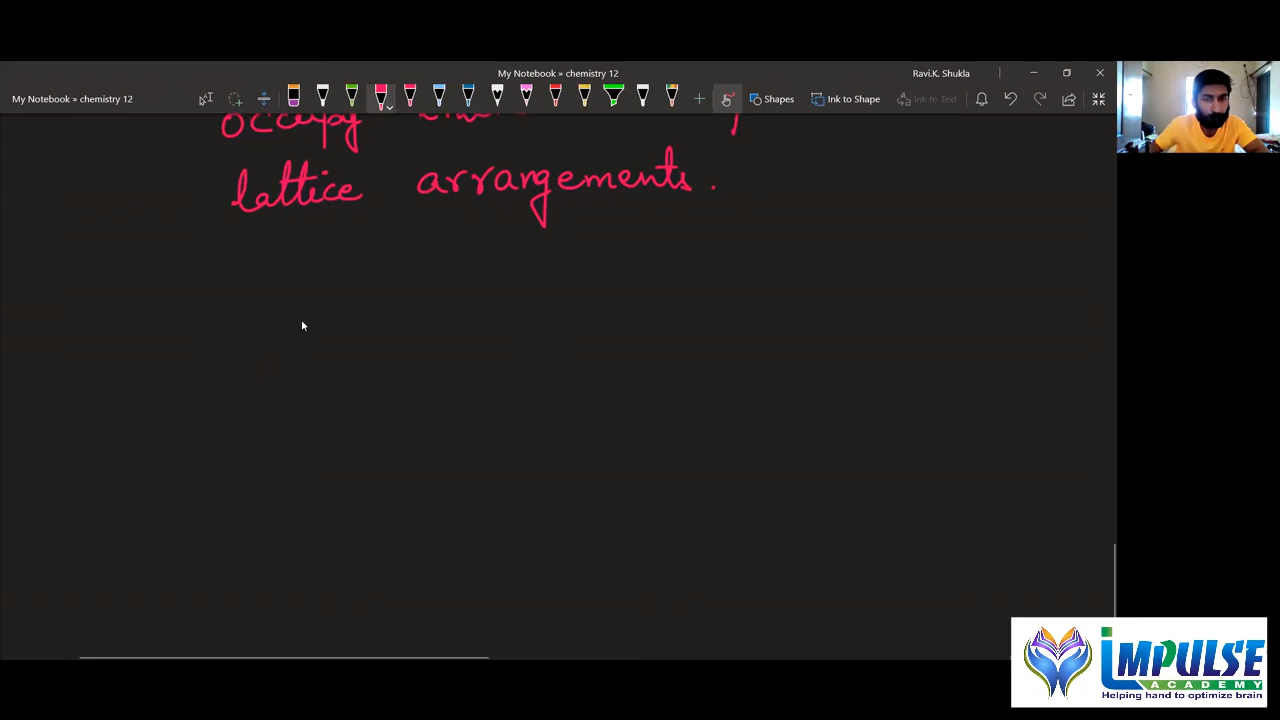 My Notebook » chemistry 12
Ravi.K. Shukla
My Notebook » chemistry 12
Shapes
Ink to Shape
Ink to Text
occupy
lattice arrangements.
IMPULSE
ACADEMY
Helping hand to optimize brain